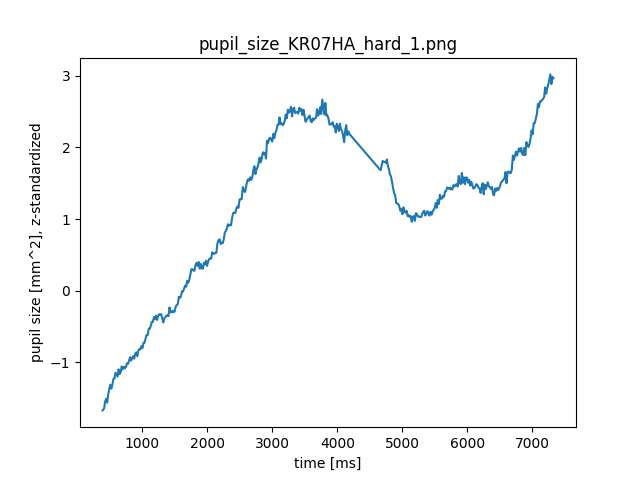 pupil_size_KR07HA_hard_1.png
3
2
1
0
−1
pupil size [mm^2], z-standardized
1000 2000 3000 4000 5000 6000 7000
time [ms]